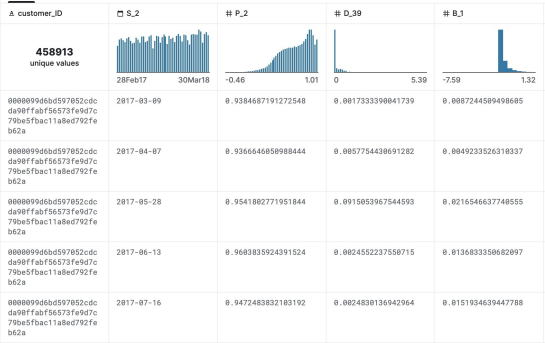 customer_ID S_2 P_2 D_39 B_1
458913
unique values
28Feb17 30Mar18 -0.46 1.01 0 5.39 -7.59 1.32
0000099d6bd597052cdc 2017-03-09 0.9384687191272548 0.0017333390041739 0.0087244509498605
da90ffabf56573fe9d7c
79be5fbac11a8ed792fe
b62a
0000099d6bd597052cdc 2017-04-07 0.9366646050988444 0.0057754430691282 0.0049233526310337
da90ffabf56573fe9d7c
79be5fbac11a8ed792fe
b62a
0000099d6bd597052cdc 2017-05-28 0.9541802771951844 0.0915053967544593 0.0216546637740555
da90ffabf56573fe9d7c
79be5fbac11a8ed792fe
b62a
0000099d6bd597052cdc 2017-06-13 0.9603835924391524 0.0024552237550715 0.0136833350682097
da90ffabf56573fe9d7c
79be5fbac11a8ed792fe
b62a
0000099d6bd597052cdc 2017-07-16 0.9472483832103192 0.0024830136942964 0.0151934639447788
da90ffabf56573fe9d7c
79be5fbac11a8ed792fe
b62a